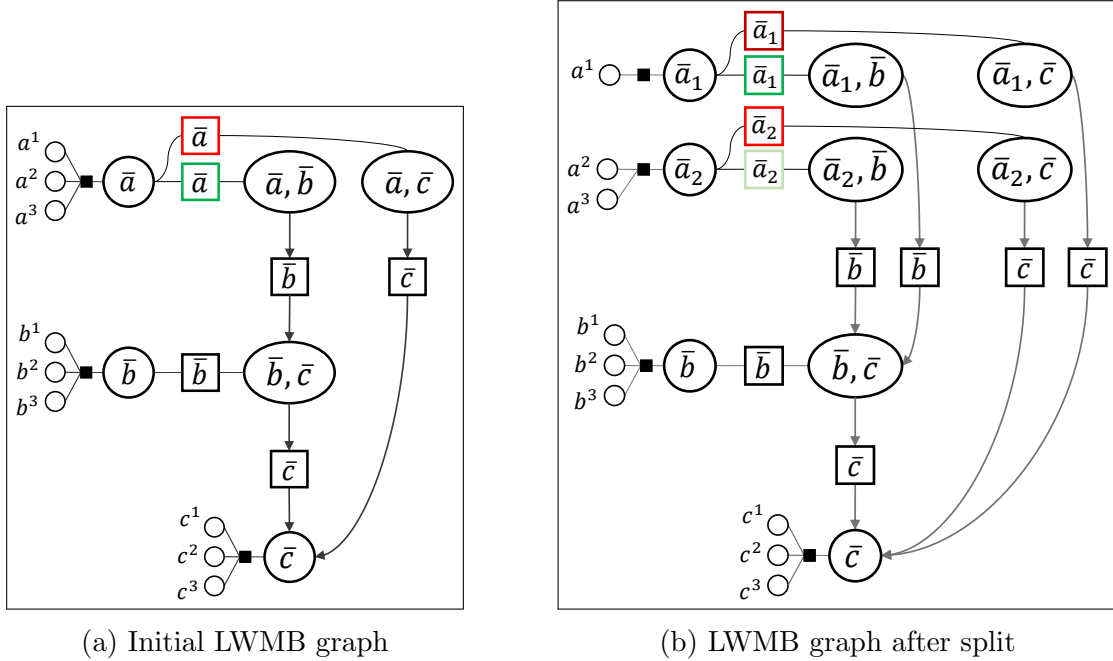 a¹
a²
a³
ā
ā
ā
ā, b̄
ā, c̄
b̄
c̄
b¹
b²
b³
b̄
b̄
b̄, c̄
c̄
c¹
c²
c³
c̄
(a) Initial LWMB graph
a¹
ā₁
ā₁
ā₁
ā₁, b̄
ā₁, c̄
a²
a³
ā₂
ā₂
ā₂
ā₂, b̄
ā₂, c̄
b̄
b̄
c̄
c̄
b¹
b²
b³
b̄
b̄
b̄, c̄
c̄
c¹
c²
c³
c̄
(b) LWMB graph after split